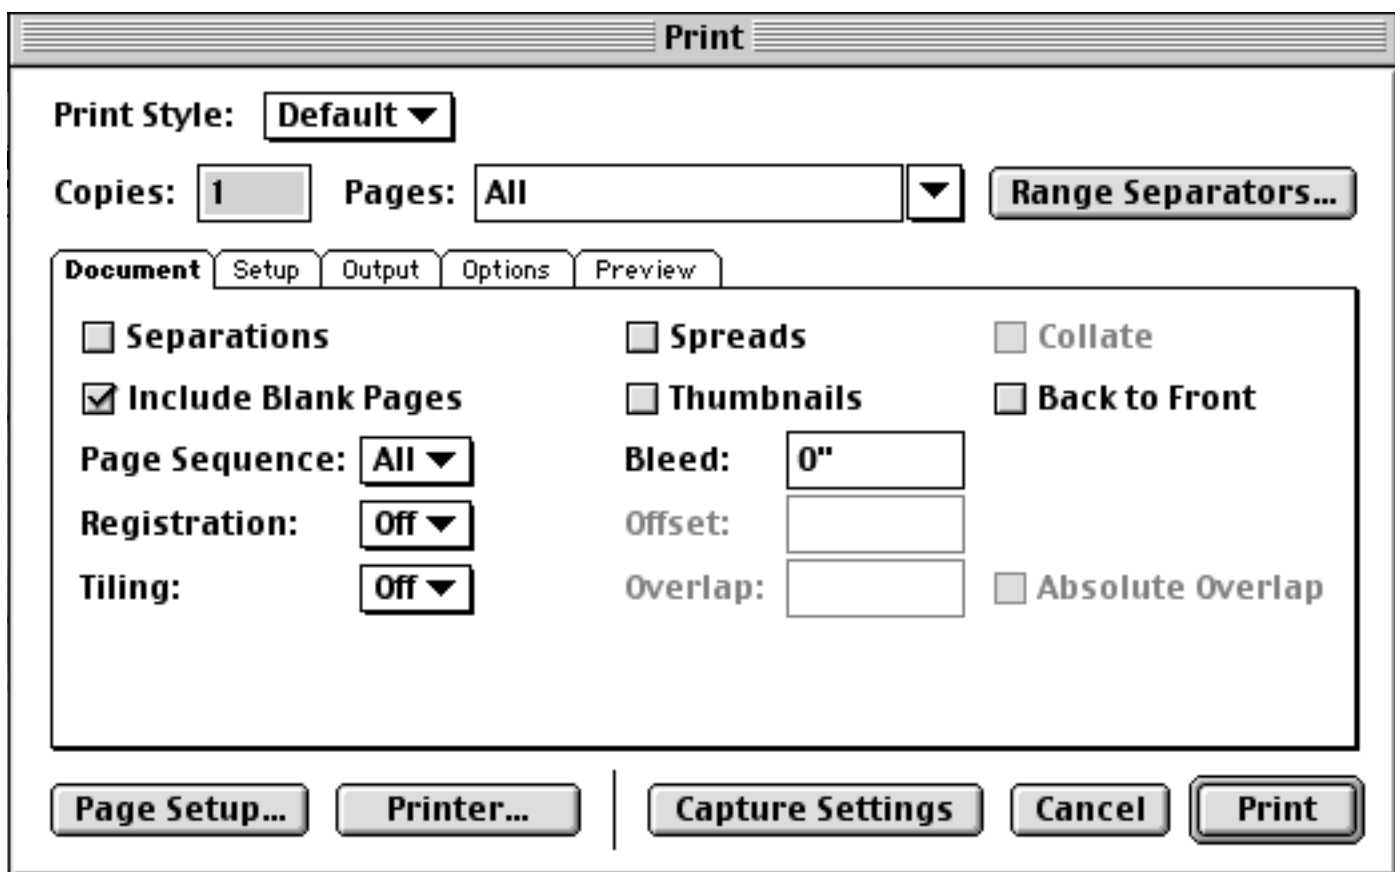 Print
Print Style: Default
Copies: 1 Pages: All Range Separators...
Document Setup Output Options Preview
Separations Spreads Collate
Include Blank Pages Thumbnails Back to Front
Page Sequence: All Bleed: 0"
Registration: Off Offset:
Tiling: Off Overlap: Absolute Overlap
Page Setup... Printer... Capture Settings Cancel Print